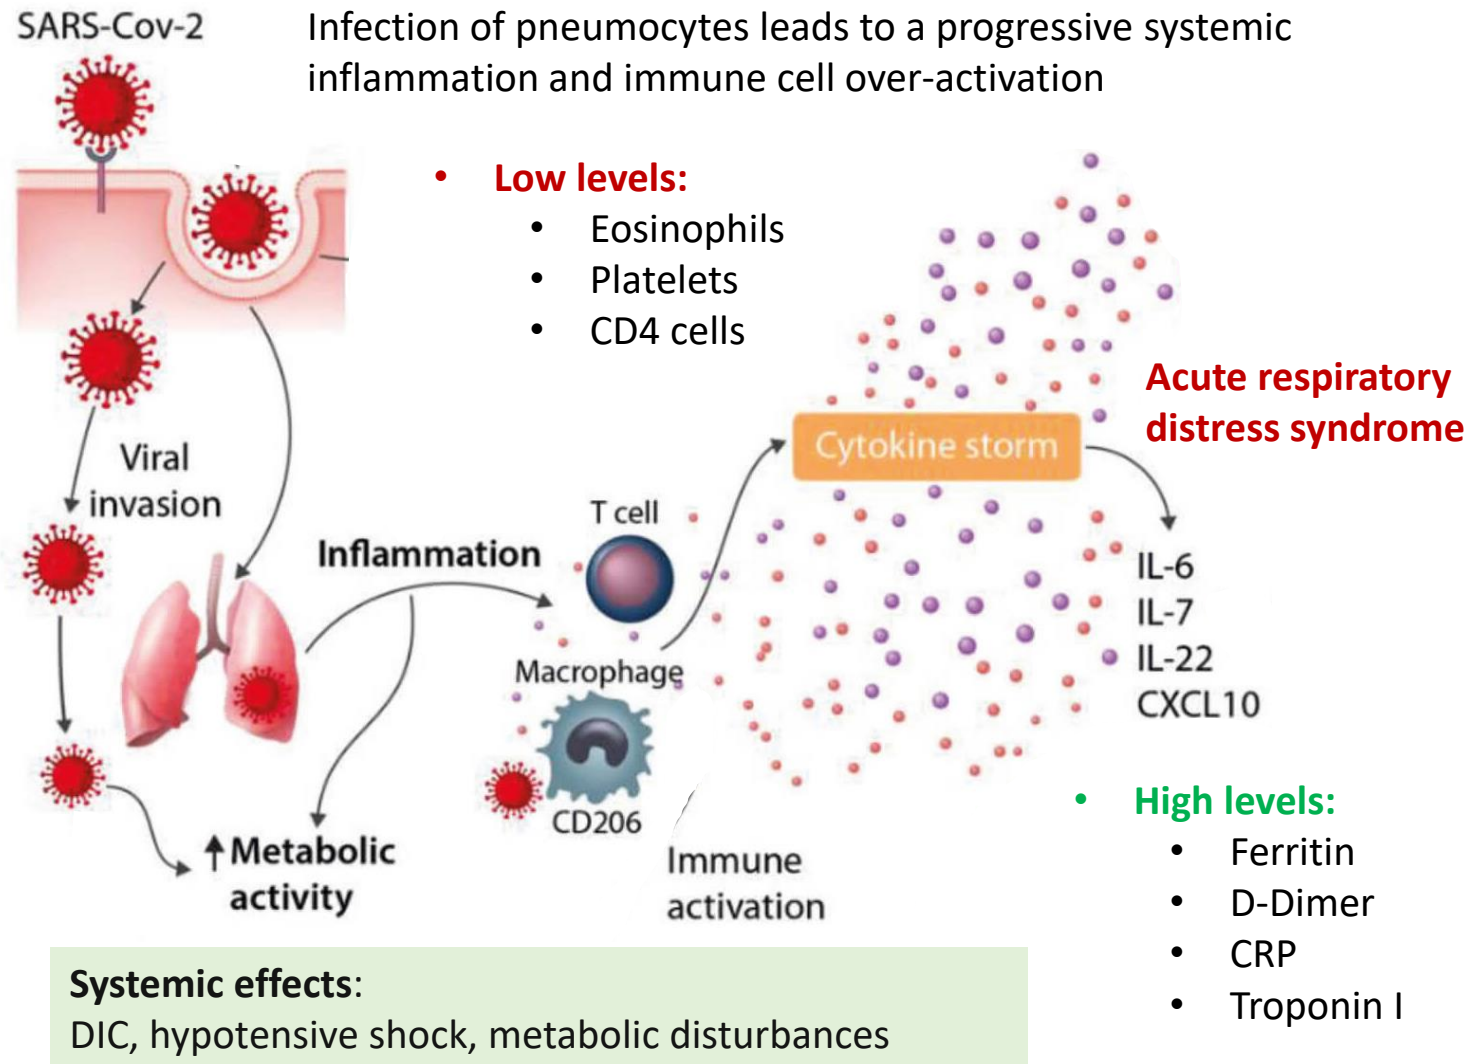 SARS-Cov-2
Infection of pneumocytes leads to a progressive systemic
inflammation and immune cell over-activation
• Low levels:
• Eosinophils
• Platelets
• CD4 cells
Acute respiratory
distress syndrome
Cytokine storm
Viral
invasion
T cell
Inflammation
IL-6
IL-7
IL-22
CXCL10
Macrophage
CD206
↑Metabolic
activity
Immune
activation
• High levels:
• Ferritin
• D-Dimer
• CRP
• Troponin I
Systemic effects:
DIC, hypotensive shock, metabolic disturbances